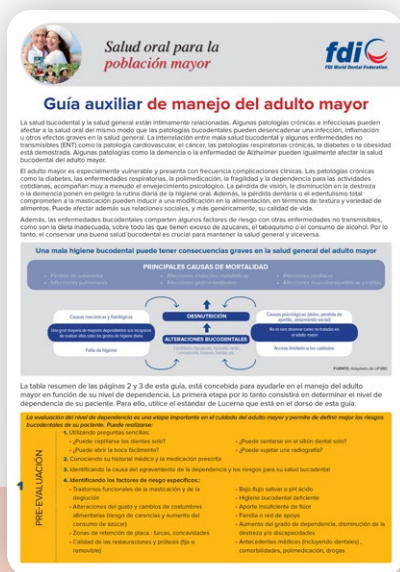 Salud oral para la
población mayor
fdi
FDI World Dental Federation
Guía auxiliar de manejo del adulto mayor
La salud bucodental y la salud general están íntimamente relacionadas. Algunas patologías crónicas e infecciosas pueden
afectar a la salud oral del mismo modo que las patologías bucodentales pueden desencadenar una infección, inflamación
u otros efectos graves en la salud general. La interrelación entre mala salud bucodental y algunas enfermedades no
transmisibles (ENT) como la patología cardiovascular, el cáncer, las patologías respiratorias crónicas, la diabetes o la obesidad
está demostrada. Algunas patologías como la demencia o la enfermedad de Alzheimer pueden igualmente afectar la salud
bucodental del adulto mayor.
El adulto mayor es especialmente vulnerable y presenta con frecuencia complicaciones clínicas. Las patologías crónicas
como la diabetes, las enfermedades respiratorias, la polimedicación, la fragilidad y la dependencia para las actividades
cotidianas, acompañan muy a menudo el envejecimiento psicológico. La pérdida de visión, la disminución en la destreza
o la demencia ponen en peligro la rutina diaria de la higiene oral. Además, la pérdida dentaria o el edentulismo total
comprometen a la masticación pueden inducir a una modificación en la alimentación, en términos de textura y variedad de
alimentos. Puede afectar además sus relaciones sociales, y más genéricamente, su calidad de vida.
Además, las enfermedades bucodentales comparten algunos factores de riesgo con otras enfermedades no transmisibles,
como son la dieta inadecuada, sobre todo las que tienen exceso de azucares, el tabaquismo o el consumo de alcohol. Por lo
tanto, el conservar una buena salud bucodental es crucial para mantener la salud general y viceversa.
Una mala higiene bucodental puede tener consecuencias graves en la salud general del adulto mayor
PRINCIPALES CAUSAS DE MORTALIDAD
Causas mecánicas y fisiológicas
DESNUTRICIÓN
Causas psicológicas (dolor, pérdida de
apetito, aislamiento social)
ALTERACIONES BUCODENTALES
Falta de higiene
Acceso limitado a los cuidados
La tabla resumen de las páginas 2 y 3 de esta guía, está concebida para ayudarle en el manejo del adulto
mayor en función de su nivel de dependencia. La primera etapa por lo tanto consistirá en determinar el nivel de
dependencia de su paciente. Para ello, utilice el estándar de Lucerna que está en el dorso de esta guía.
La evaluación del nivel de dependencia es una etapa importante en el cuidado del adulto mayor y permite de definir mejor los riesgos
bucodentales de su paciente. Puede realizarse:
1
PRE-EVALUACIÓN
1. Utilizando preguntas sencillas:
- ¿Puede cepillarse los dientes solo?
- ¿Puede abrir la boca fácilmente?
- ¿Puede sentarse en el sillón dental solo?
- ¿Puede sujetar una radiografía?
2. Conociendo su historial médico y la medicación prescrita
3. Identificando la causa del agravamiento de la dependencia y los riesgos para su salud bucodental
4. Identificando los factores de riesgo específicos:
- Trastornos funcionales de la masticación y de la
deglución
- Alteraciones del gusto y cambios de costumbres
alimentarias (riesgo de carencias y aumento del
consumo de azúcar)
- Zonas de retención de placa: furcas, concavidades
- Calidad de las restauraciones y prótesis (fija o
removible)
- Bajo flujo salivar o pH ácido
- Higiene bucodental deficiente
- Aporte insuficiente de flúor
- Familia o red de apoyo
- Aumento del grado de dependencia, disminución de la
destreza y/o discapacidades
- Antecedentes médicos (incluyendo dentales),
comorbilidades, polimedicación, drogas